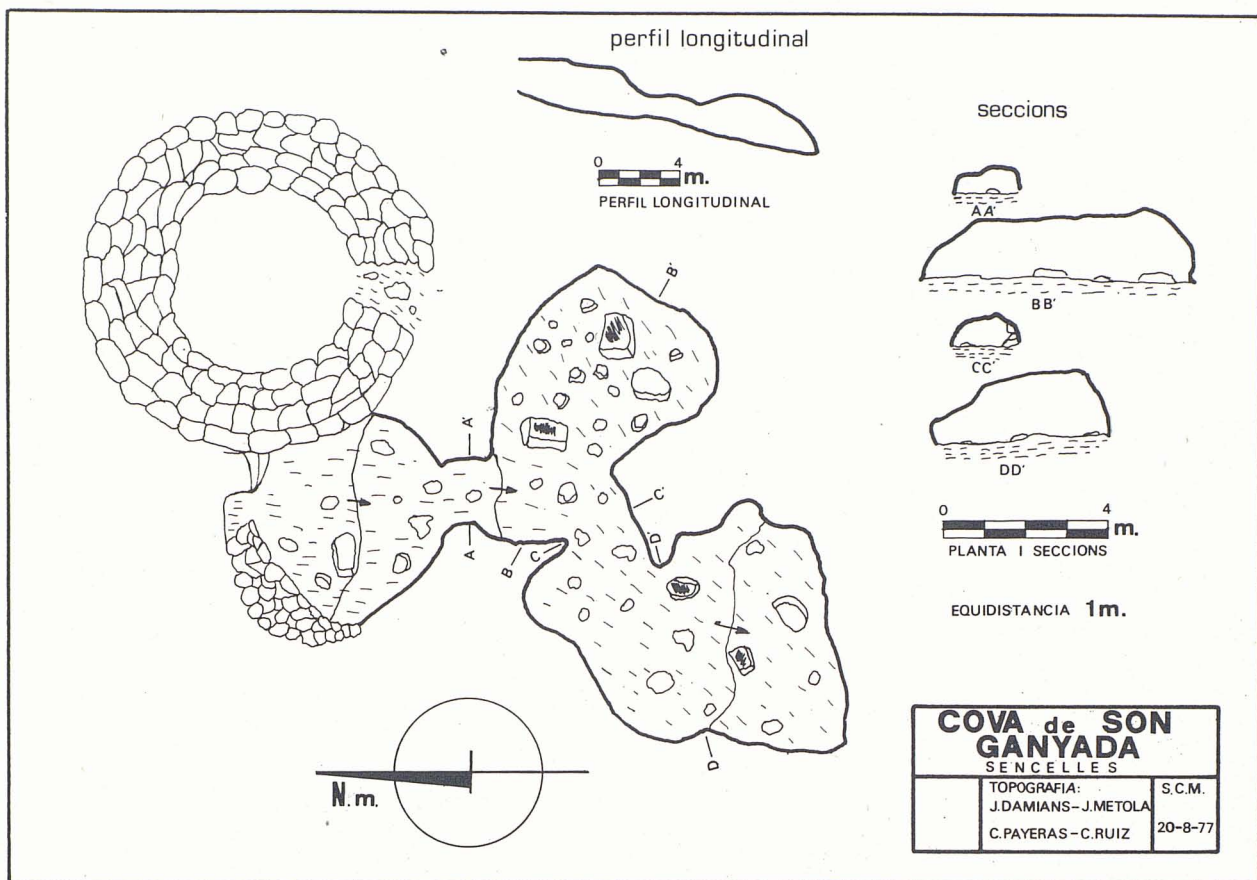 perfil longitudinal
0 4
m.
PERFIL LONGITUDINAL
seccions
AA'
BB'
CC'
DD'
0 4
m.
PLANTA I SECCIONS
EQUIDISTANCIA 1m.
A'
B'
C'
D
A
B
C
D
N.m.
COVA de SON
GANYADA
SENCELLES
TOPOGRAFIA:
J.DAMIANS-J.METOLA
C.PAYERAS-C.RUIZ
S.C.M.
20-8-77